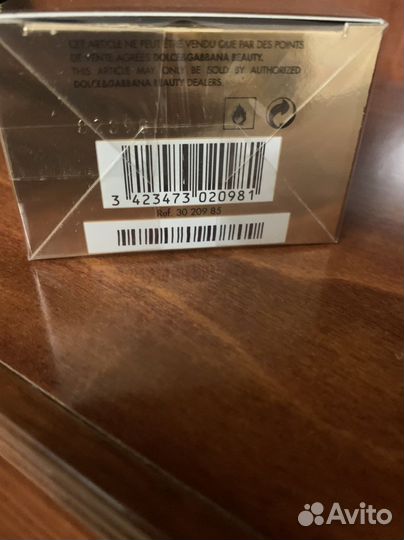 CET ARTICLE NE PEUT ÊTRE VENDU QUE PAR DES POINTS
DE VENTE AGRÉÉS DOLCE&GABBANA BEAUTY.
THIS ARTICLE MAY ONLY BE SOLD BY AUTHORIZED
DOLCE&GABBANA BEAUTY DEALERS.
3 423473 020981
Ref. 30 209 85
Avito